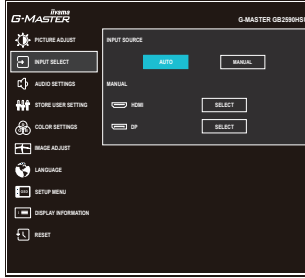 iiyama
G-MASTER
G-MASTER GB2590HS
PICTURE ADJUST
INPUT SELECT
AUDIO SETTINGS
STORE USER SETTING
COLOR SETTINGS
IMAGE ADJUST
LANGUAGE
SETUP MENU
DISPLAY INFORMATION
RESET
INPUT SOURCE
AUTO
MANUAL
MANUAL
HDMI
SELECT
DP
SELECT